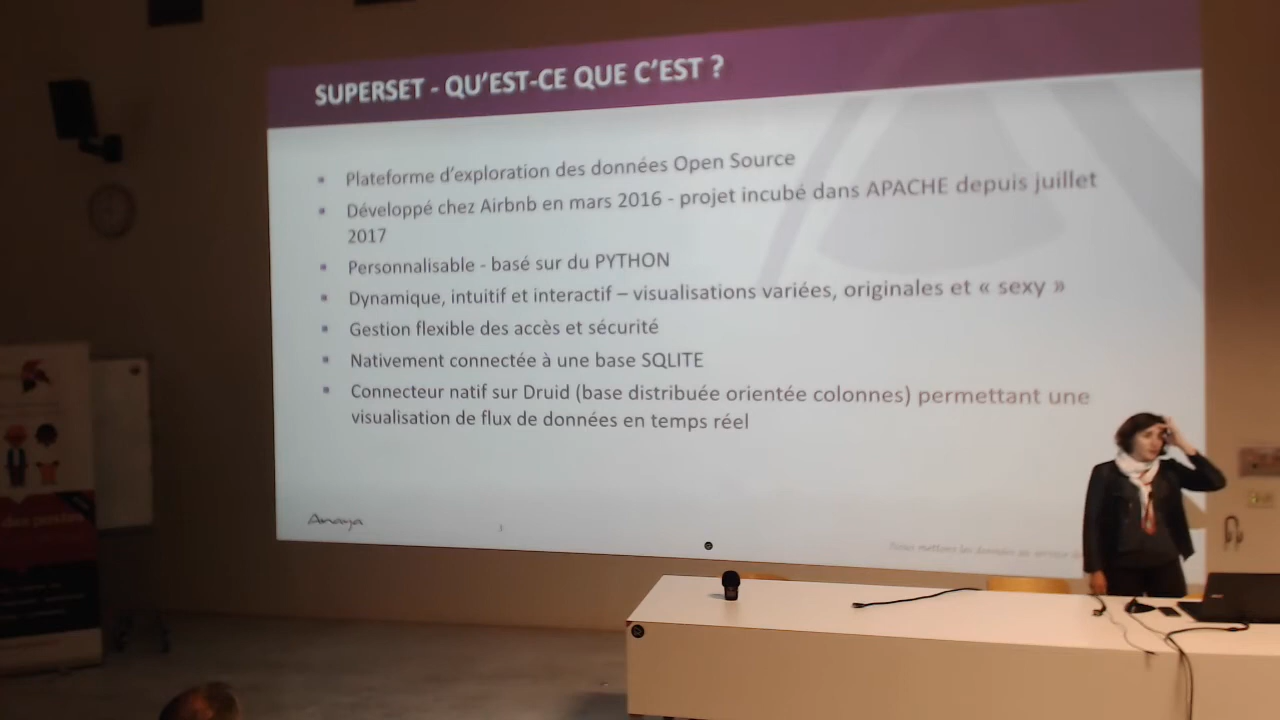 SUPERSET - QU'EST-CE QUE C'EST ?
▪ Plateforme d'exploration des données Open Source
▪ Développé chez Airbnb en mars 2016 - projet incubé dans APACHE depuis juillet
2017
▪ Personnalisable - basé sur du PYTHON
▪ Dynamique, intuitif et interactif – visualisations variées, originales et « sexy »
▪ Gestion flexible des accès et sécurité
▪ Nativement connectée à une base SQLITE
▪ Connecteur natif sur Druid (base distribuée orientée colonnes) permettant une
visualisation de flux de données en temps réel